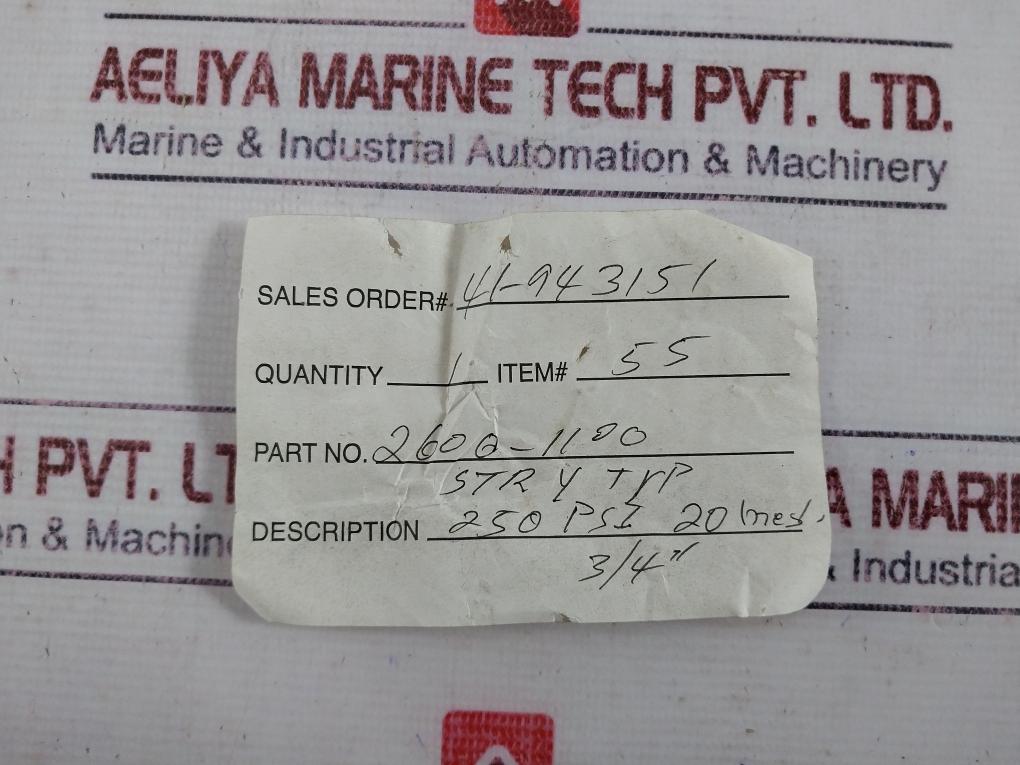 AELIYA MARINE TECH PVT. LTD.
Marine & Industrial Automation & Machinery
SALES ORDER# 41-943151
QUANTITY 1 ITEM# 55
PART NO. 2600-1100
STR Y TYP
DESCRIPTION 250 PSI 20 mesh
3/4"
H PVT. LT
n & Machin
A MARI
& Industria